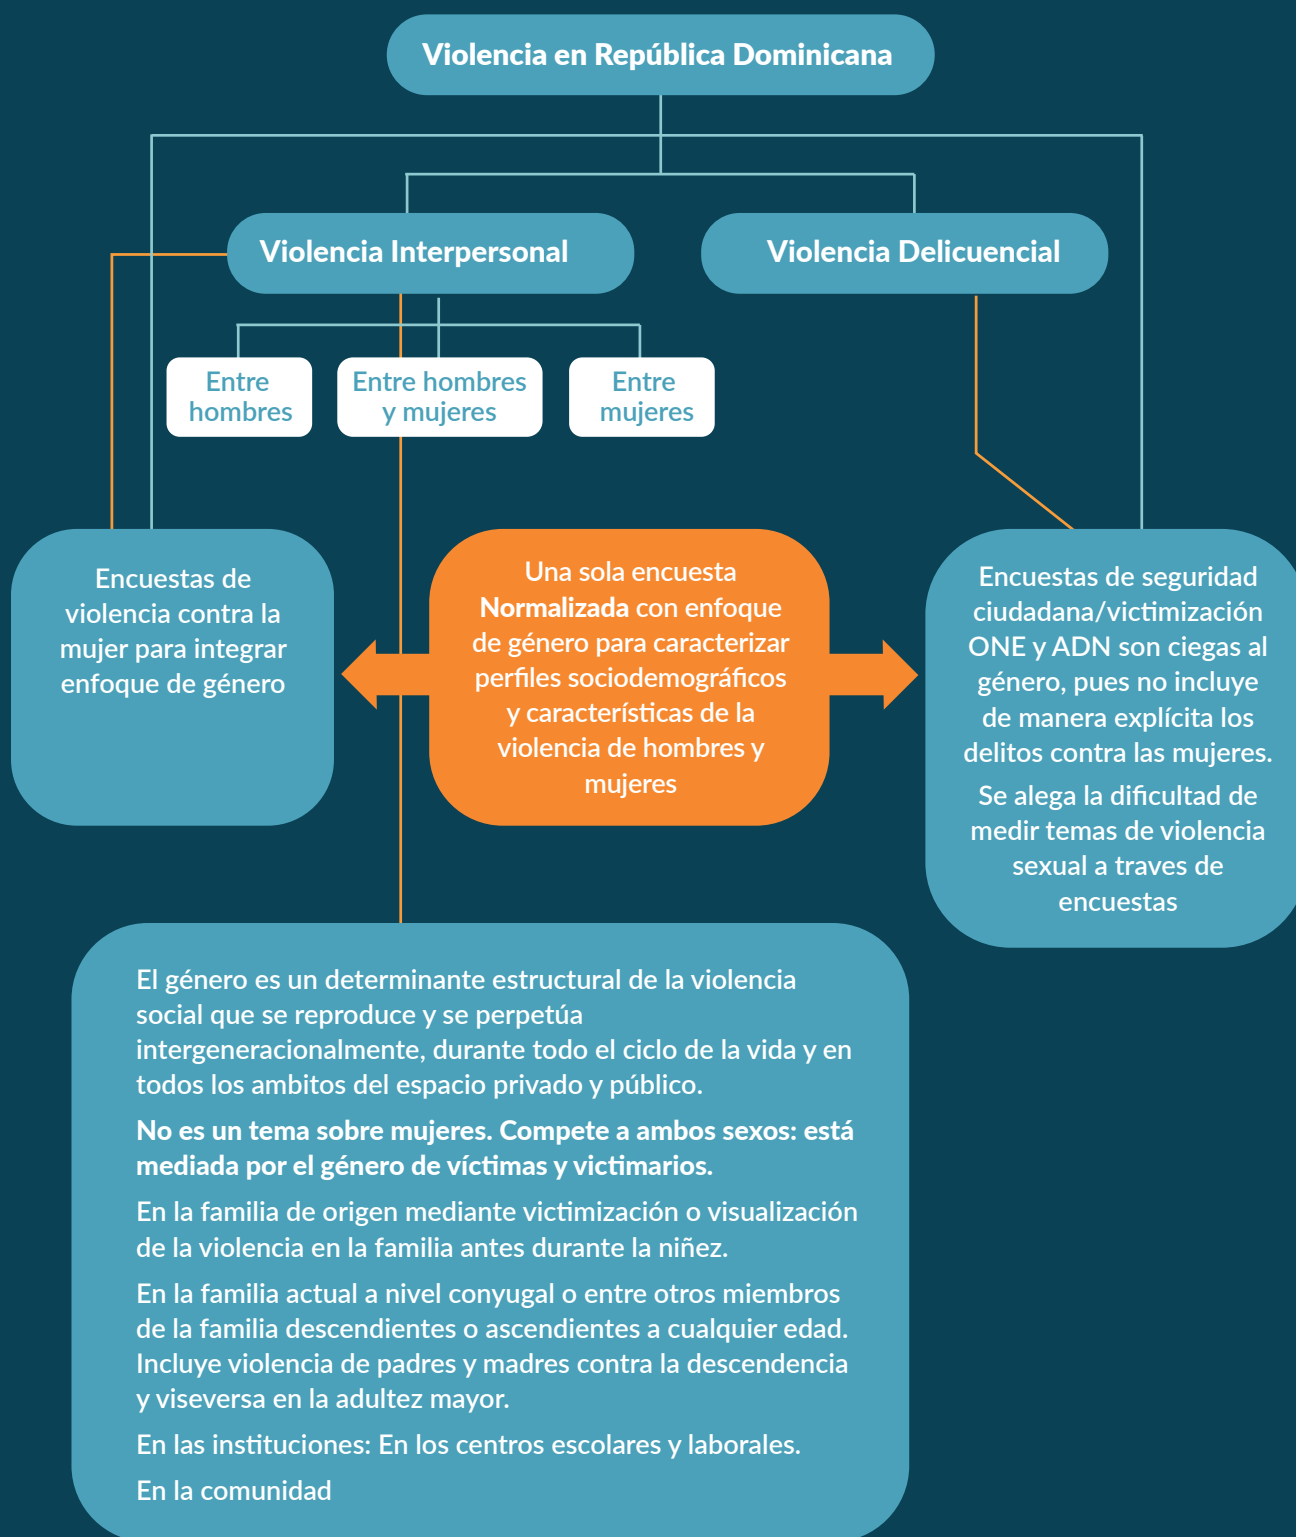 Violencia en República Dominicana
Violencia Interpersonal
Violencia Delicuencial
Entre
hombres
Entre hombres
y mujeres
Entre
mujeres
Encuestas de
violencia contra la
mujer para integrar
enfoque de género
Una sola encuesta
Normalizada con enfoque
de género para caracterizar
perfiles sociodemográficos
y características de la
violencia de hombres y
mujeres
Encuestas de seguridad
ciudadana/victimización
ONE y ADN son ciegas al
género, pues no incluye
de manera explícita los
delitos contra las mujeres.
Se alega la dificultad de
medir temas de violencia
sexual a traves de
encuestas
El género es un determinante estructural de la violencia
social que se reproduce y se perpetúa
intergeneracionalmente, durante todo el ciclo de la vida y en
todos los ambitos del espacio privado y público.
No es un tema sobre mujeres. Compete a ambos sexos: está
mediada por el género de víctimas y victimarios.
En la familia de origen mediante victimización o visualización
de la violencia en la familia antes durante la niñez.
En la familia actual a nivel conyugal o entre otros miembros
de la familia descendientes o ascendientes a cualquier edad.
Incluye violencia de padres y madres contra la descendencia
y viseversa en la adultez mayor.
En las instituciones: En los centros escolares y laborales.
En la comunidad